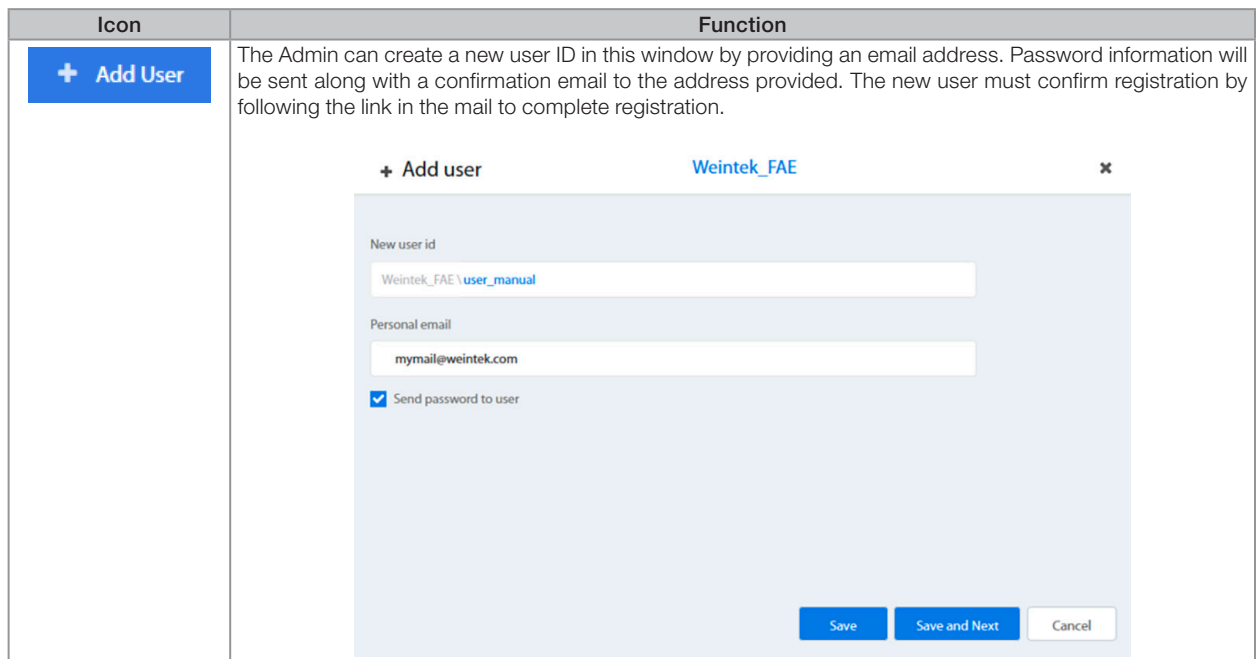 Icon
Function
+ Add User
The Admin can create a new user ID in this window by providing an email address. Password information will
be sent along with a confirmation email to the address provided. The new user must confirm registration by
following the link in the mail to complete registration.
+ Add user
Weintek_FAE
New user id
Weintek_FAE \ user_manual
Personal email
mymail@weintek.com
Send password to user
Save
Save and Next
Cancel